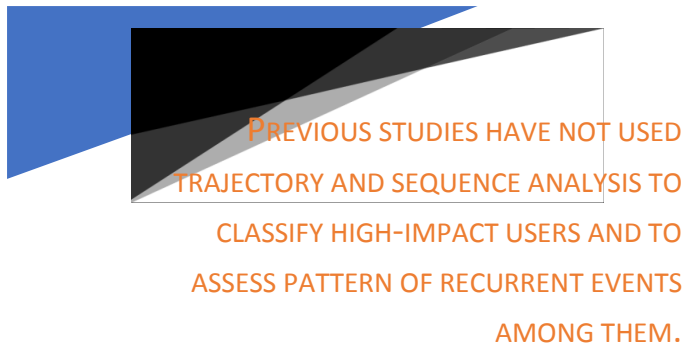 PREVIOUS STUDIES HAVE NOT USED
TRAJECTORY AND SEQUENCE ANALYSIS TO
CLASSIFY HIGH-IMPACT USERS AND TO
ASSESS PATTERN OF RECURRENT EVENTS
AMONG THEM.